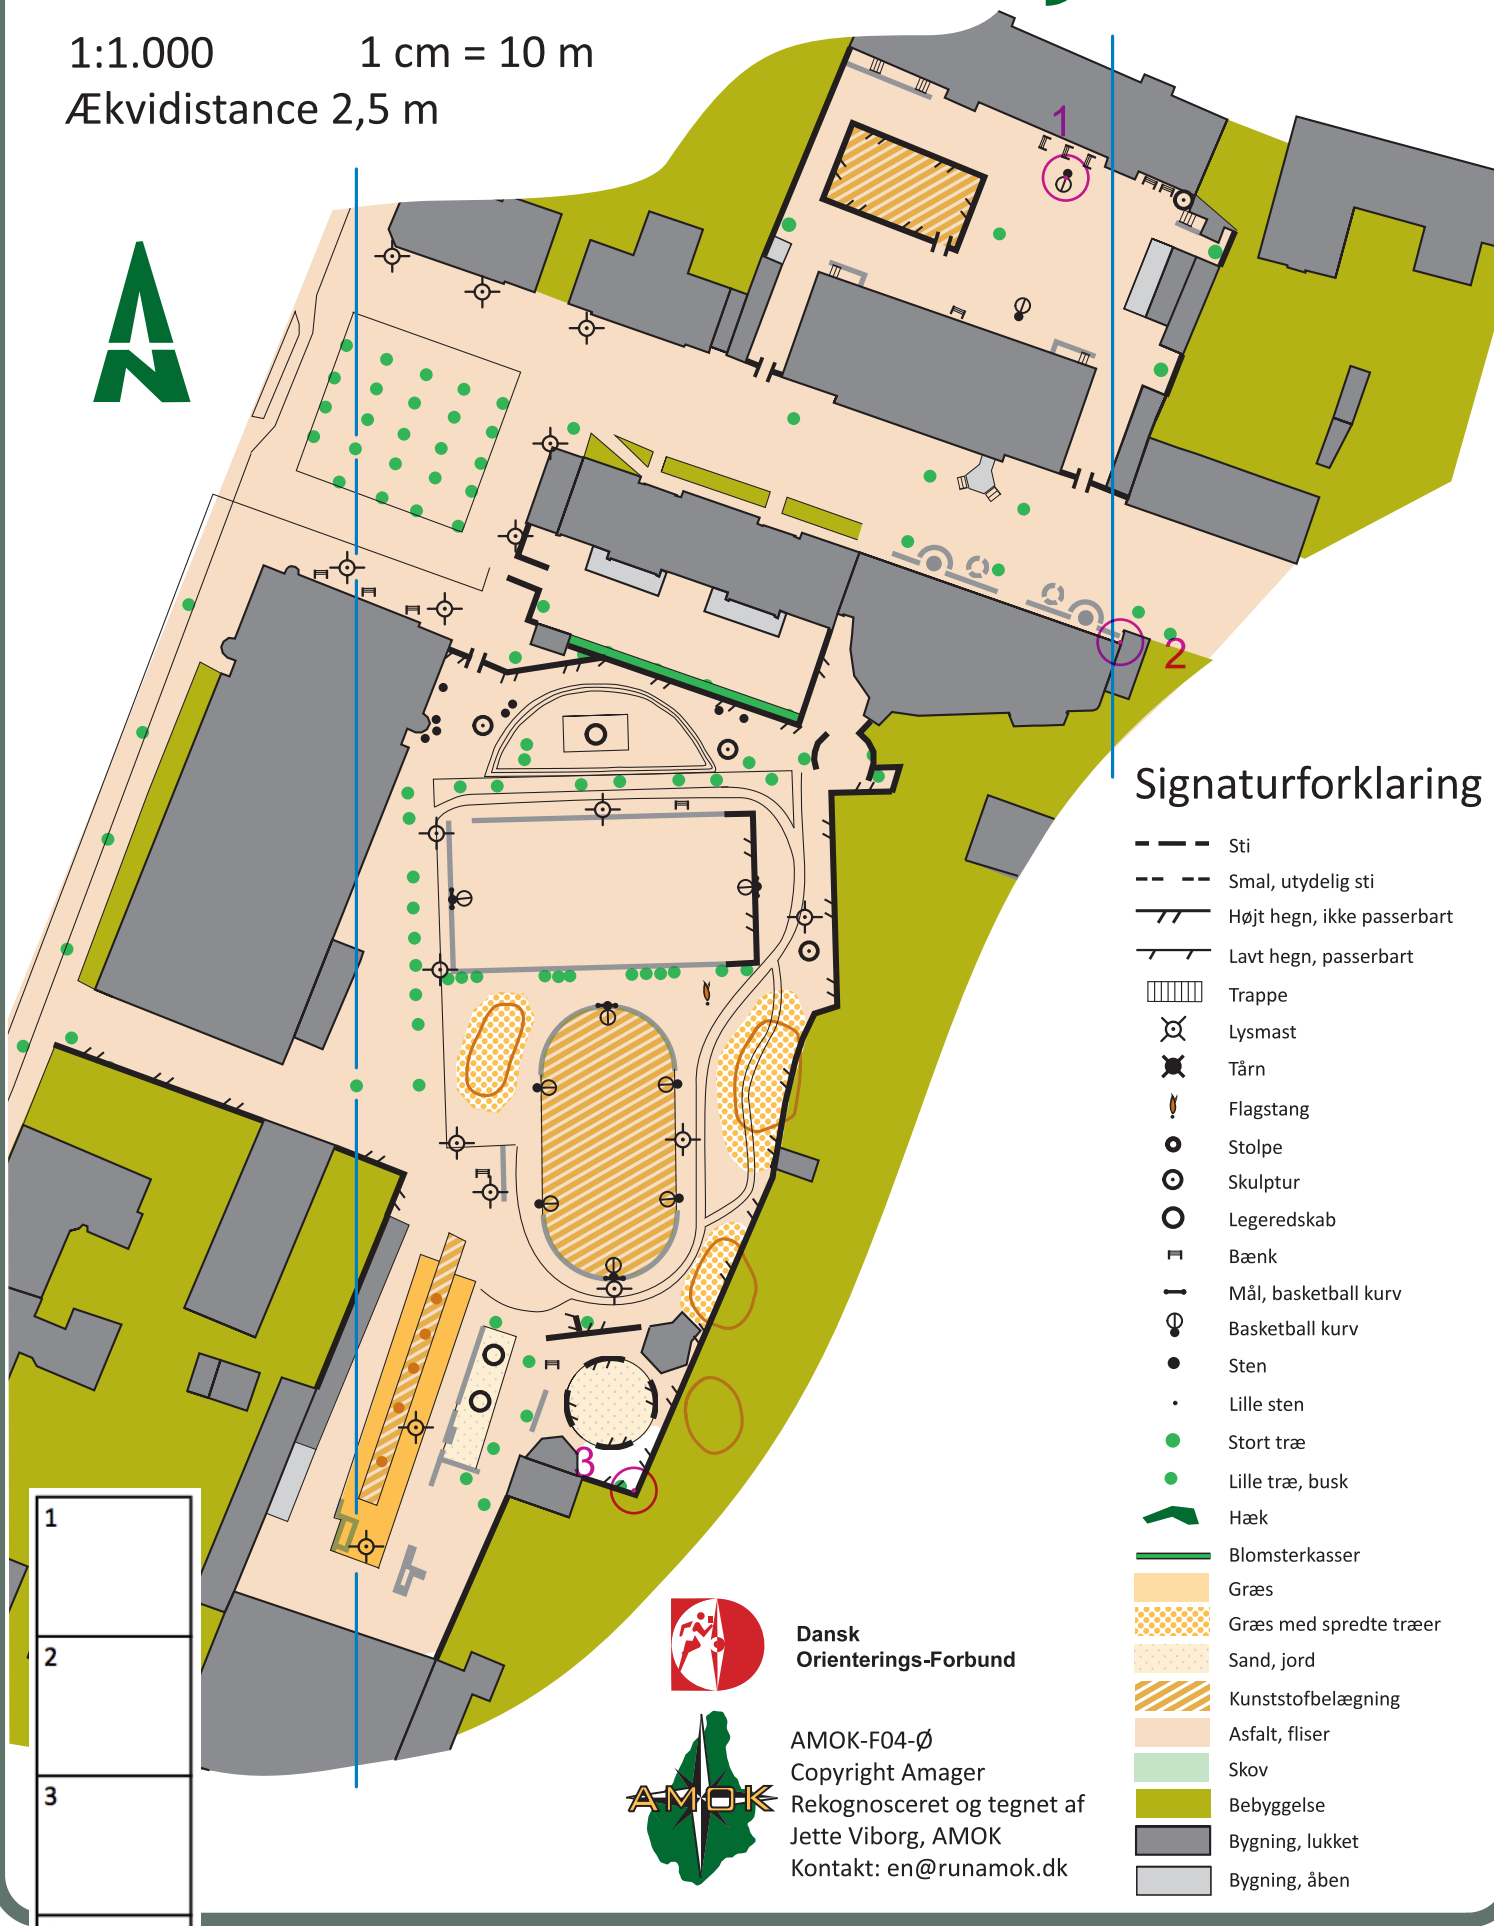 1:1.000 1 cm = 10 m
Ækvidistance 2,5 m
1
2
3
N
Signaturforklaring
Sti
Smal, utydelig sti
Højt hegn, ikke passerbart
Lavt hegn, passerbart
Trappe
Lysmast
Tårn
Flagstang
Stolpe
Skulptur
Legeredskab
Bænk
Mål, basketball kurv
Basketball kurv
Sten
Lille sten
Stort træ
Lille træ, busk
Hæk
Blomsterkasser
Græs
Græs med spredte træer
Sand, jord
Kunststofbelægning
Asfalt, fliser
Skov
Bebyggelse
Bygning, lukket
Bygning, åben
1
2
3
Dansk
Orienterings-Forbund
AMOK
AMOK-F04-Ø
Copyright Amager
Rekognosceret og tegnet af
Jette Viborg, AMOK
Kontakt: en@runamok.dk